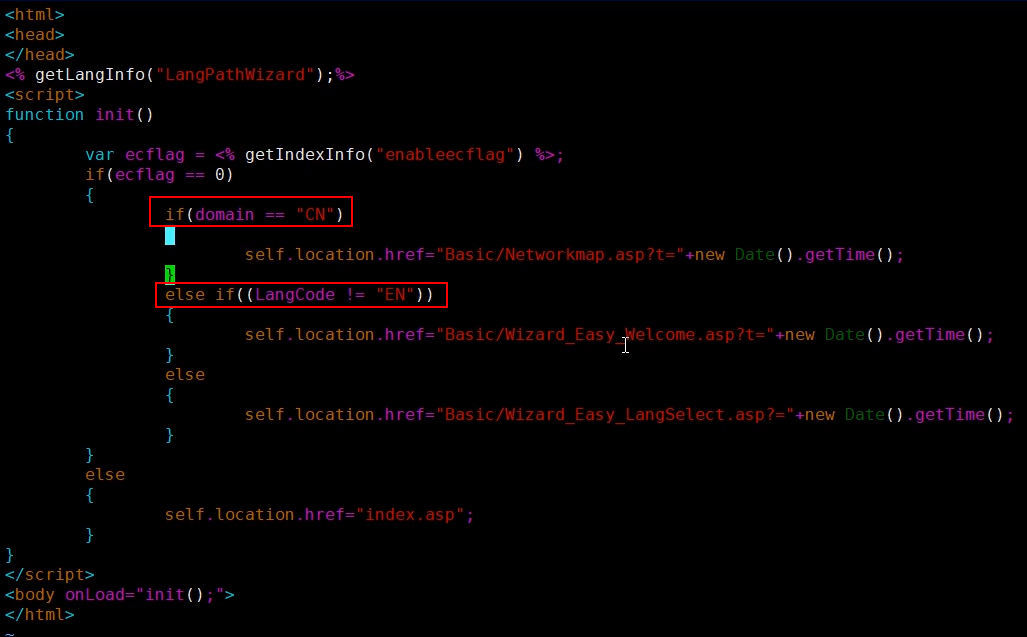 <html>
<head>
</head>
<% getLangInfo("LangPathWizard");%>
<script>
function init()
{
        var ecflag = <% getIndexInfo("enableecflag") %>;
        if(ecflag == 0)
        {
                if(domain == "CN")
                        self.location.href="Basic/Networkmap.asp?t="+new Date().getTime();
                }
                else if((LangCode != "EN"))
                {
                        self.location.href="Basic/Wizard_Easy_Welcome.asp?t="+new Date().getTime();
                }
                else
                {
                        self.location.href="Basic/Wizard_Easy_LangSelect.asp?="+new Date().getTime();
                }
        }
        else
        {
                self.location.href="index.asp";
        }
}
</script>
<body onLoad="init();">
</html>
~